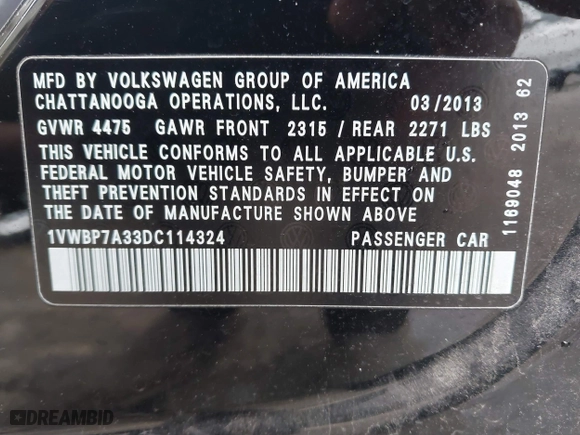 MFD BY VOLKSWAGEN GROUP OF AMERICA
CHATTANOOGA OPERATIONS, LLC. 03/2013
GVWR 4475 GAWR FRONT 2315 / REAR 2271 LBS
THIS VEHICLE CONFORMS TO ALL APPLICABLE U.S.
FEDERAL MOTOR VEHICLE SAFETY, BUMPER AND
THEFT PREVENTION STANDARDS IN EFFECT ON
THE DATE OF MANUFACTURE SHOWN ABOVE
1VWBP7A33DC114324 PASSENGER CAR
1169048 2013 62
DREAMBID